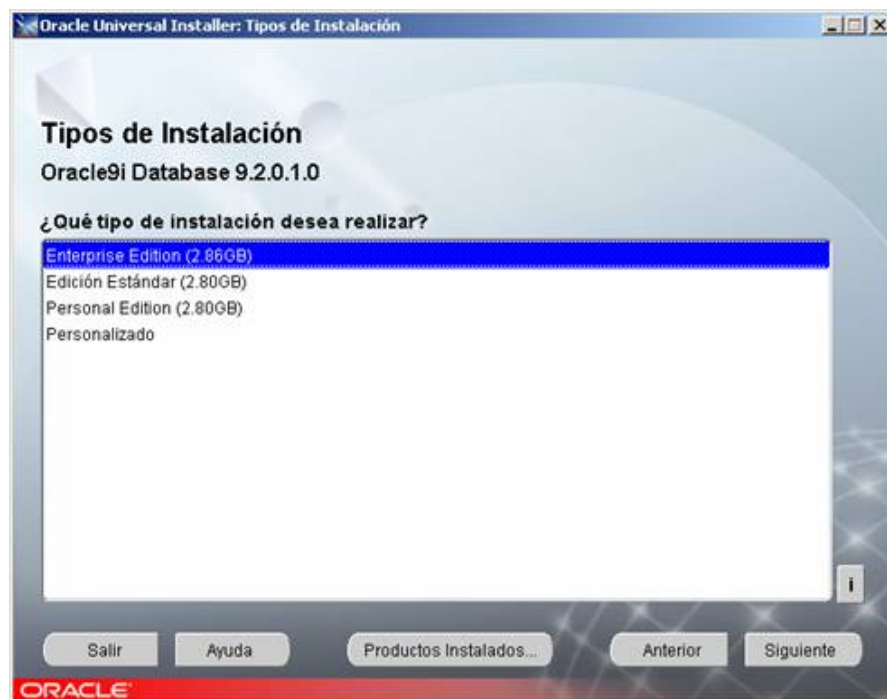 Oracle Universal Installer: Tipos de Instalación
Tipos de Instalación
Oracle9i Database 9.2.0.1.0
¿Qué tipo de instalación desea realizar?
Enterprise Edition (2.86GB)
Edición Estándar (2.80GB)
Personal Edition (2.80GB)
Personalizado
i
Salir Ayuda Productos Instalados... Anterior Siguiente
ORACLE